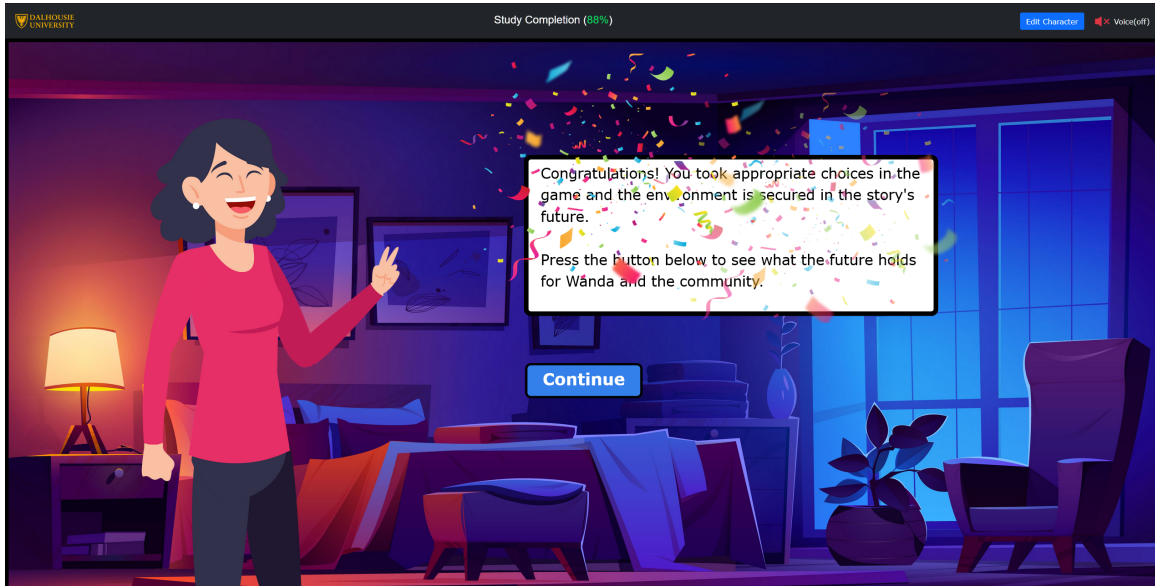 DALHOUSIE
UNIVERSITY
Study Completion (88%)
Edit Character
Voice(off)
Congratulations! You took appropriate choices in the
game and the environment is secured in the story's
future.
Press the button below to see what the future holds
for Wanda and the community.
Continue